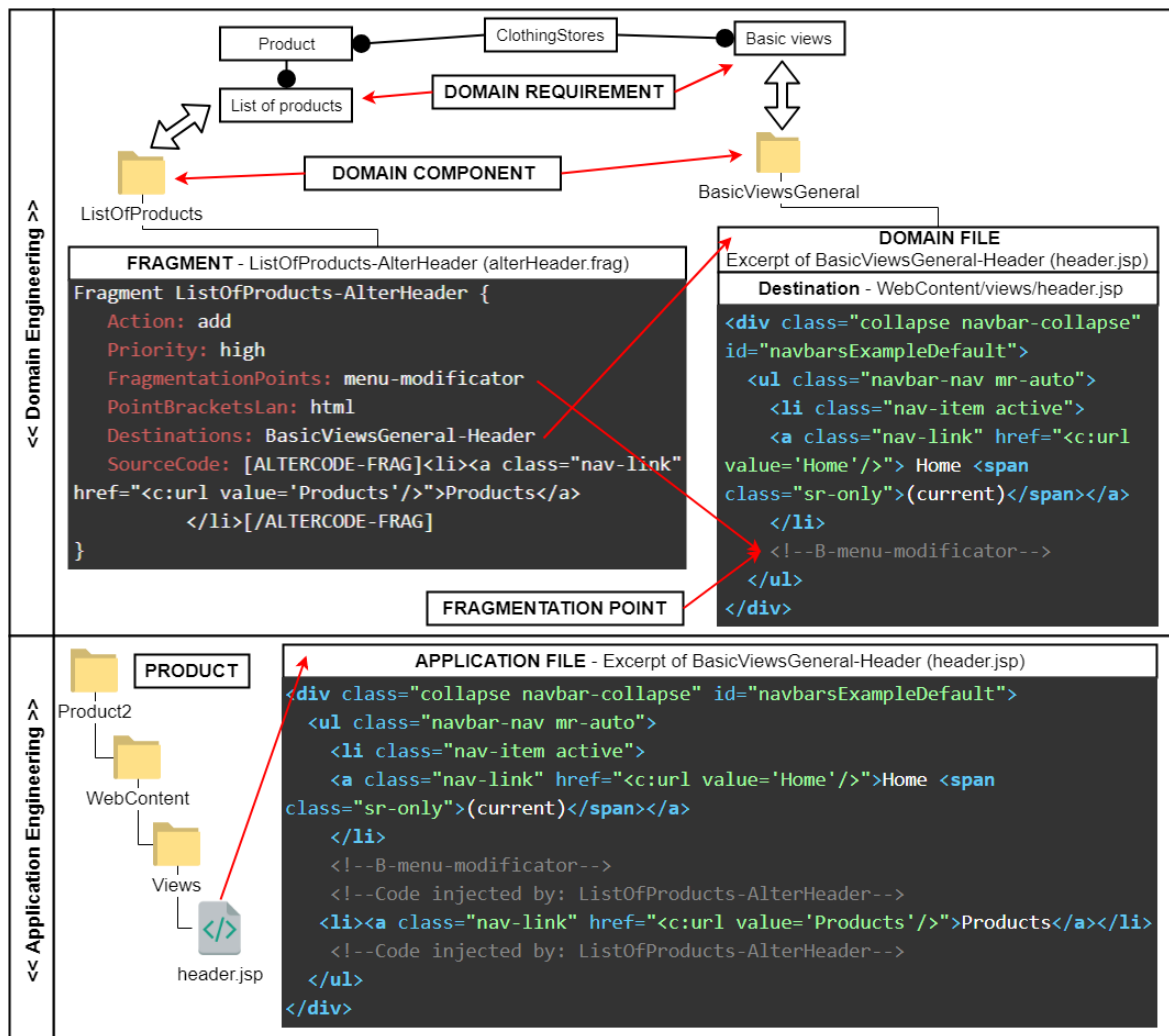 << Domain Engineering >>
Product
ClothingStores
Basic views
List of products
DOMAIN REQUIREMENT
DOMAIN COMPONENT
ListOfProducts
BasicViewsGeneral
FRAGMENT - ListOfProducts-AlterHeader (alterHeader.frag)
Fragment ListOfProducts-AlterHeader {
Action: add
Priority: high
FragmentationPoints: menu-modificator
PointBracketsLan: html
Destinations: BasicViewsGeneral-Header
SourceCode: [ALTERCODE-FRAG]<li><a class="nav-link"
href="<c:url value='Products'/>">Products</a>
</li>[/ALTERCODE-FRAG]
}
DOMAIN FILE
Excerpt of BasicViewsGeneral-Header (header.jsp)
Destination - WebContent/views/header.jsp
<div class="collapse navbar-collapse"
id="navbarsExampleDefault">
<ul class="navbar-nav mr-auto">
<li class="nav-item active">
<a class="nav-link" href="<c:url
value='Home'/>"> Home <span
class="sr-only">(current)</span></a>
</li>
<!--B-menu-modificator-->
</ul>
</div>
FRAGMENTATION POINT
<< Application Engineering >>
PRODUCT
Product2
WebContent
Views
header.jsp
APPLICATION FILE - Excerpt of BasicViewsGeneral-Header (header.jsp)
<div class="collapse navbar-collapse" id="navbarsExampleDefault">
<ul class="navbar-nav mr-auto">
<li class="nav-item active">
<a class="nav-link" href="<c:url value='Home'/>">Home <span
class="sr-only">(current)</span></a>
</li>
<!--B-menu-modificator-->
<!--Code injected by: ListOfProducts-AlterHeader-->
<li><a class="nav-link" href="<c:url value='Products'/>">Products</a></li>
<!--Code injected by: ListOfProducts-AlterHeader-->
</ul>
</div>